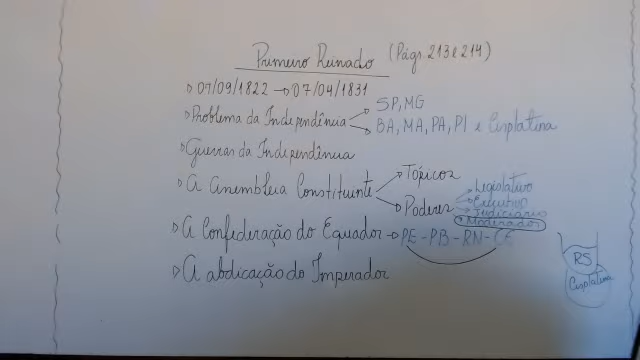 Primeiro Reinado (Págs. 213 e 214)
07/09/1822 → 07/04/1831
Problema da Independência
SP, MG
BA, MA, PA, PI e Cisplatina
Guerras da Independência
A Assembleia Constituinte
Tópicos
Poderes
Legislativo
Executivo
Judiciário
Moderador
A Confederação do Equador → PE - PB - RN - CE
A abdicação do Imperador
RS
Cisplatina